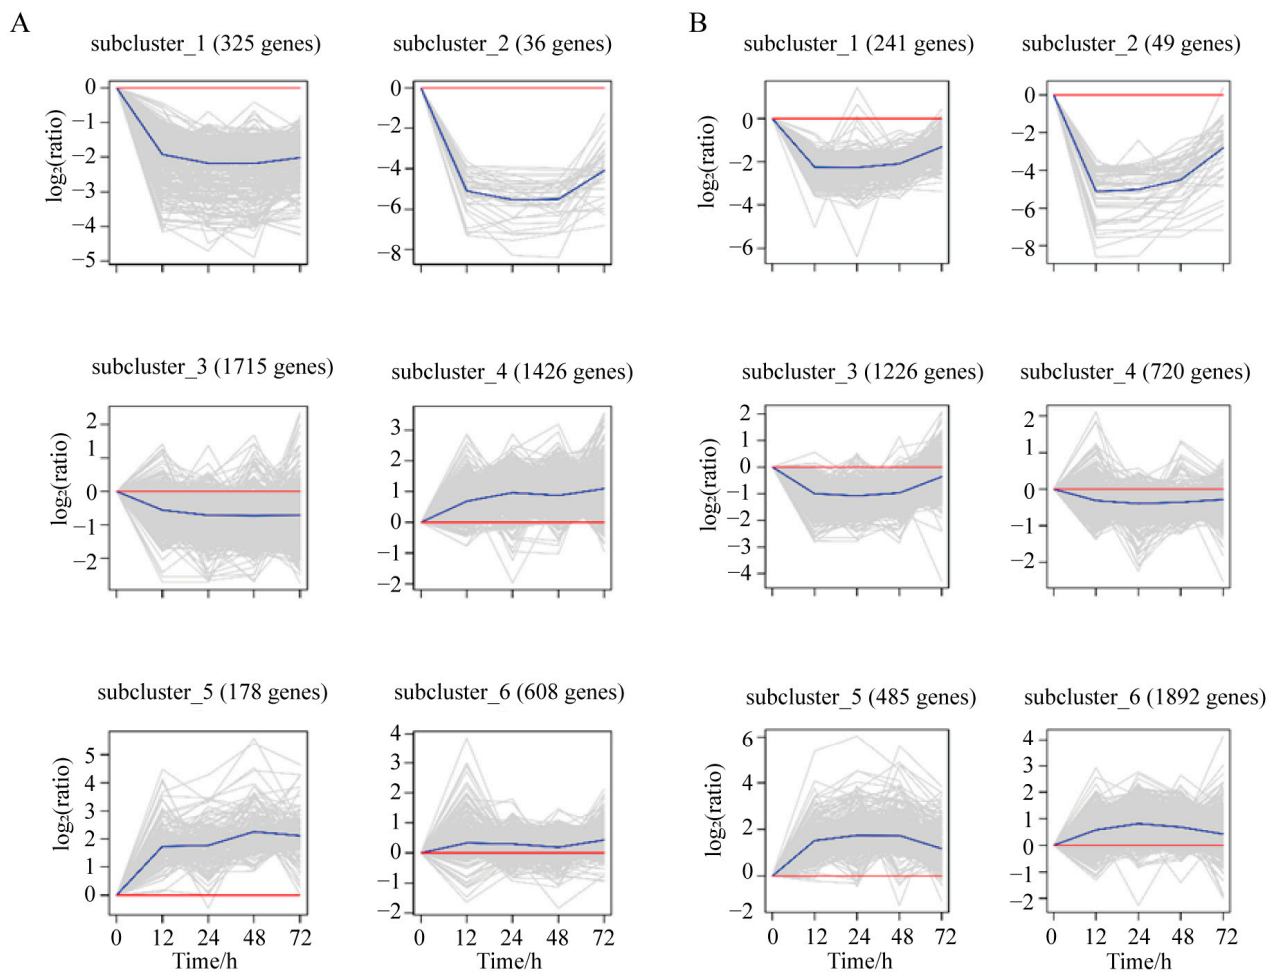 A
B
subcluster_1 (325 genes)
subcluster_2 (36 genes)
subcluster_1 (241 genes)
subcluster_2 (49 genes)
log₂(ratio)
0
−1
−2
−3
−4
−5
0
−2
−4
−6
−8
log₂(ratio)
0
−2
−4
−6
0
−2
−4
−6
−8
subcluster_3 (1715 genes)
subcluster_4 (1426 genes)
subcluster_3 (1226 genes)
subcluster_4 (720 genes)
log₂(ratio)
2
1
0
−1
−2
3
2
1
0
−1
−2
log₂(ratio)
2
1
0
−1
−2
−3
−4
2
1
0
−1
−2
subcluster_5 (178 genes)
subcluster_6 (608 genes)
subcluster_5 (485 genes)
subcluster_6 (1892 genes)
log₂(ratio)
5
4
3
2
1
0
4
3
2
1
0
−1
−2
log₂(ratio)
6
4
2
0
−2
4
3
2
1
0
−1
−2
0 12 24 48 72
0 12 24 48 72
0 12 24 48 72
0 12 24 48 72
Time/h
Time/h
Time/h
Time/h